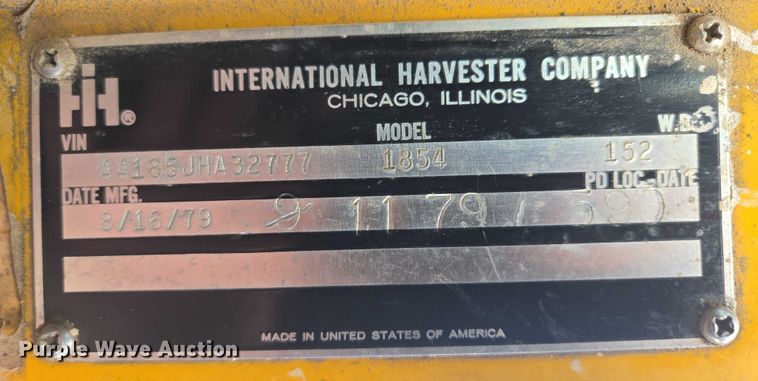 IH®
INTERNATIONAL HARVESTER COMPANY
CHICAGO, ILLINOIS
VIN MODEL W.B.
AA185JHA32777 1854 152
DATE MFG. PD LOC.-DATE
8/16/79 9 11 79 /
MADE IN UNITED STATES OF AMERICA
Purple Wave Auction